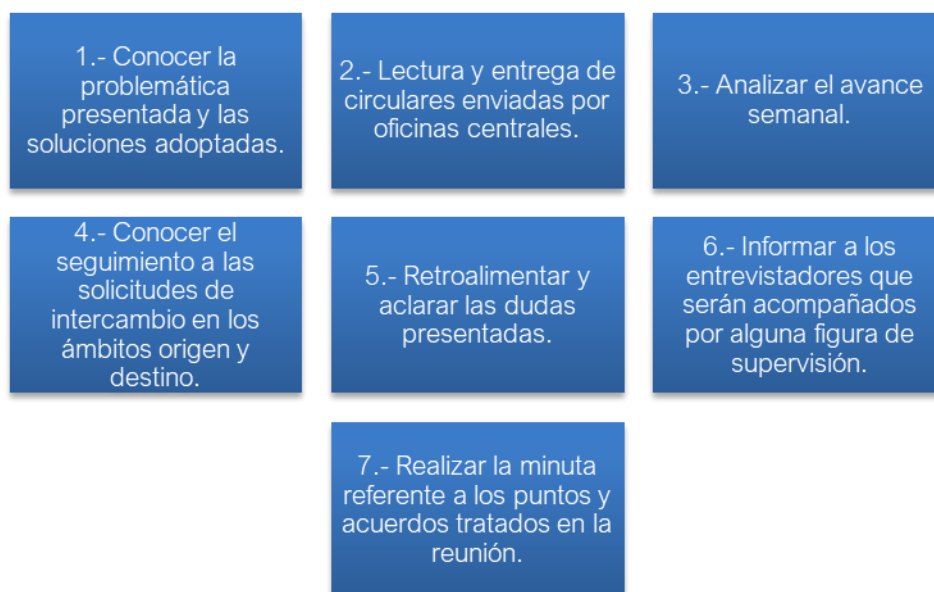 1.- Conocer la
problemática
presentada y las
soluciones adoptadas.
2.- Lectura y entrega de
circulares enviadas por
oficinas centrales.
3.- Analizar el avance
semanal.
4.- Conocer el
seguimiento a las
solicitudes de
intercambio en los
ámbitos origen y
destino.
5.- Retroalimentar y
aclarar las dudas
presentadas.
6.- Informar a los
entrevistadores que
serán acompañados
por alguna figura de
supervisión.
7.- Realizar la minuta
referente a los puntos y
acuerdos tratados en la
reunión.